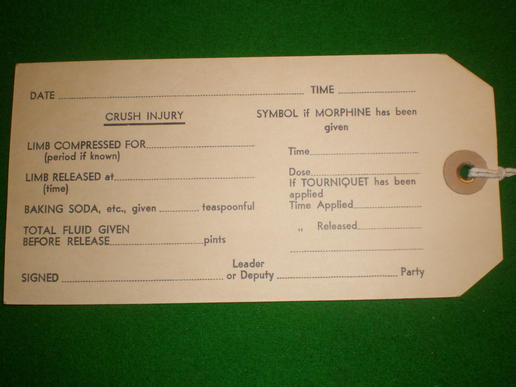 DATE TIME
CRUSH INJURY
LIMB COMPRESSED FOR
(period if known)
LIMB RELEASED at
(time)
BAKING SODA, etc., given teaspoonful
TOTAL FLUID GIVEN
BEFORE RELEASE pints
SYMBOL if MORPHINE has been
given
Time
Dose
If TOURNIQUET has been
applied
Time Applied
„ Released
SIGNED Leader
or Deputy Party